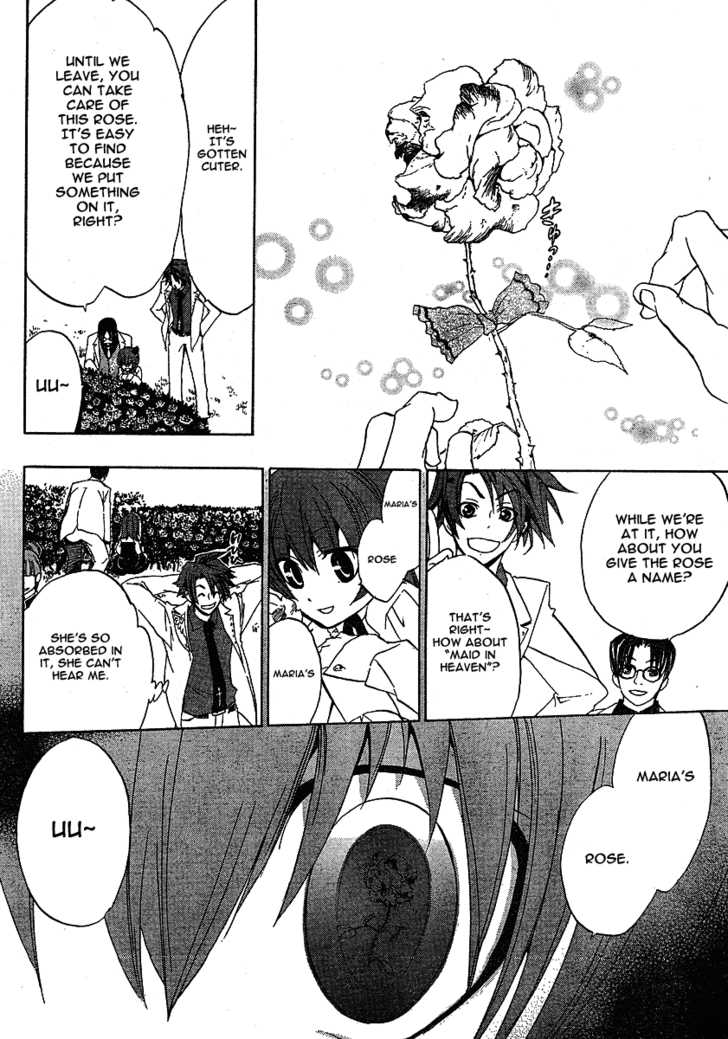 きゅっ…
HEH~
IT'S
GOTTEN
CUTER.
UNTIL WE
LEAVE, YOU
CAN TAKE
CARE OF
THIS ROSE.
IT'S EASY
TO FIND
BECAUSE
WE PUT
SOMETHING
ON IT,
RIGHT?
UU~
WHILE WE'RE
AT IT, HOW
ABOUT YOU
GIVE THE ROSE
A NAME?
THAT'S
RIGHT~
HOW ABOUT
"MAID IN
HEAVEN"?
MARIA'S
ROSE
MARIA'S
SHE'S SO
ABSORBED IN
IT, SHE CAN'T
HEAR ME.
MARIA'S
ROSE.
UU~